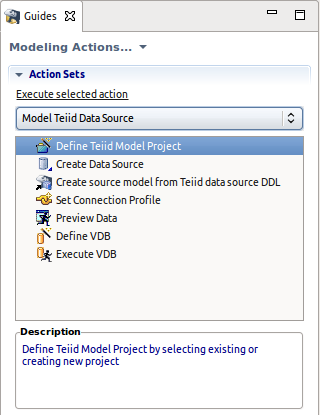 Guides
Modeling Actions...
Action Sets
Execute selected action
Model Teiid Data Source
Define Teiid Model Project
Create Data Source
Create source model from Teiid data source DDL
Set Connection Profile
Preview Data
Define VDB
Execute VDB
Description
Define Teiid Model Project by selecting existing or
creating new project